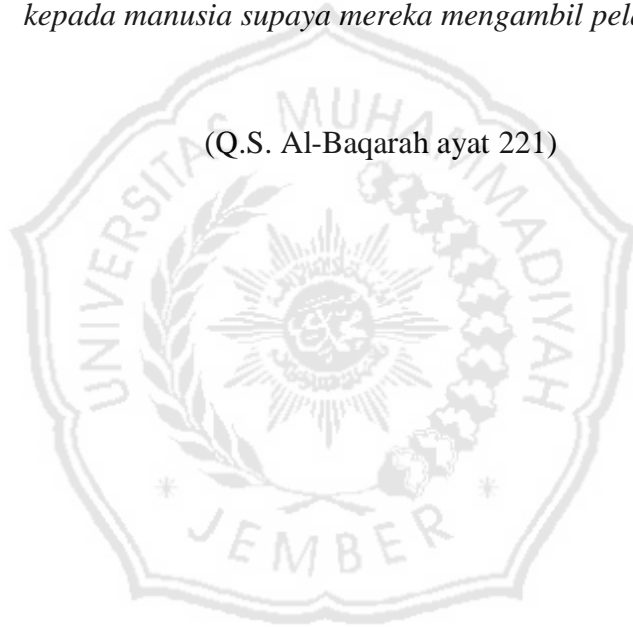 kepada manusia supaya mereka mengambil
(Q.S. Al-Baqarah ayat 221)
UNIVERSITAS MUHAMMADIYAH
JEMBER